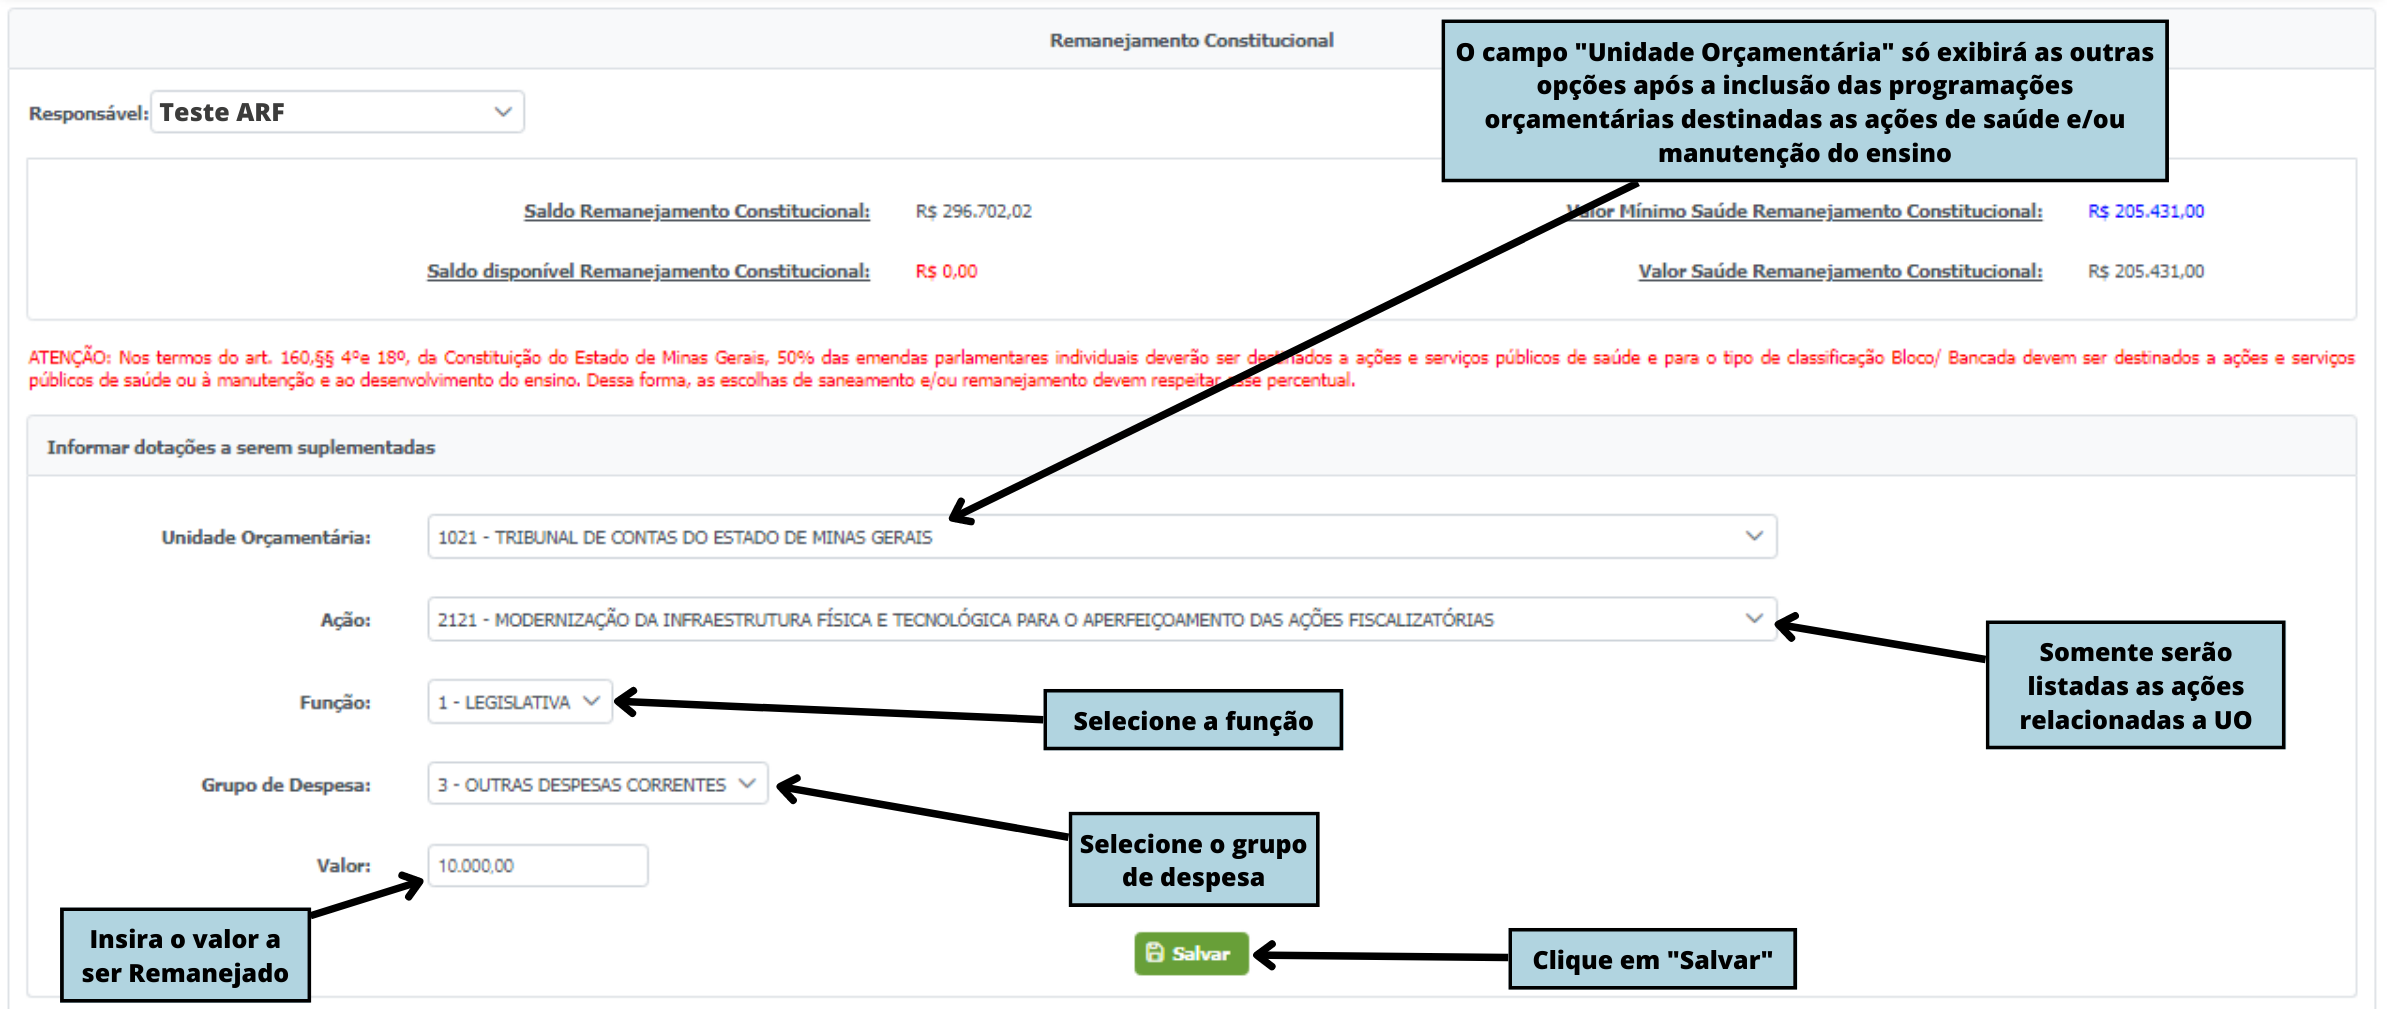 Remanejamento Constitucional
O campo "Unidade Orçamentária" só exibirá as outras
opções após a inclusão das programações
orçamentárias destinadas as ações de saúde e/ou
manutenção do ensino
Responsável: Teste ARF
Saldo Remanejamento Constitucional: R$ 296.702,02
Valor Mínimo Saúde Remanejamento Constitucional: R$ 205.431,00
Saldo disponível Remanejamento Constitucional: R$ 0,00
Valor Saúde Remanejamento Constitucional: R$ 205.431,00
ATENÇÃO: Nos termos do art. 160,§§ 4ºe 18º, da Constituição do Estado de Minas Gerais, 50% das emendas parlamentares individuais deverão ser destinados a ações e serviços públicos de saúde e para o tipo de classificação Bloco/ Bancada devem ser destinados a ações e serviços
públicos de saúde ou à manutenção e ao desenvolvimento do ensino. Dessa forma, as escolhas de saneamento e/ou remanejamento devem respeitar esse percentual.
Informar dotações a serem suplementadas
Unidade Orçamentária: 1021 - TRIBUNAL DE CONTAS DO ESTADO DE MINAS GERAIS
Ação: 2121 - MODERNIZAÇÃO DA INFRAESTRUTURA FÍSICA E TECNOLÓGICA PARA O APERFEIÇOAMENTO DAS AÇÕES FISCALIZATÓRIAS
Somente serão
listadas as ações
relacionadas a UO
Função: 1 - LEGISLATIVA
Selecione a função
Grupo de Despesa: 3 - OUTRAS DESPESAS CORRENTES
Selecione o grupo
de despesa
Valor: 10.000,00
Insira o valor a
ser Remanejado
Salvar
Clique em "Salvar"